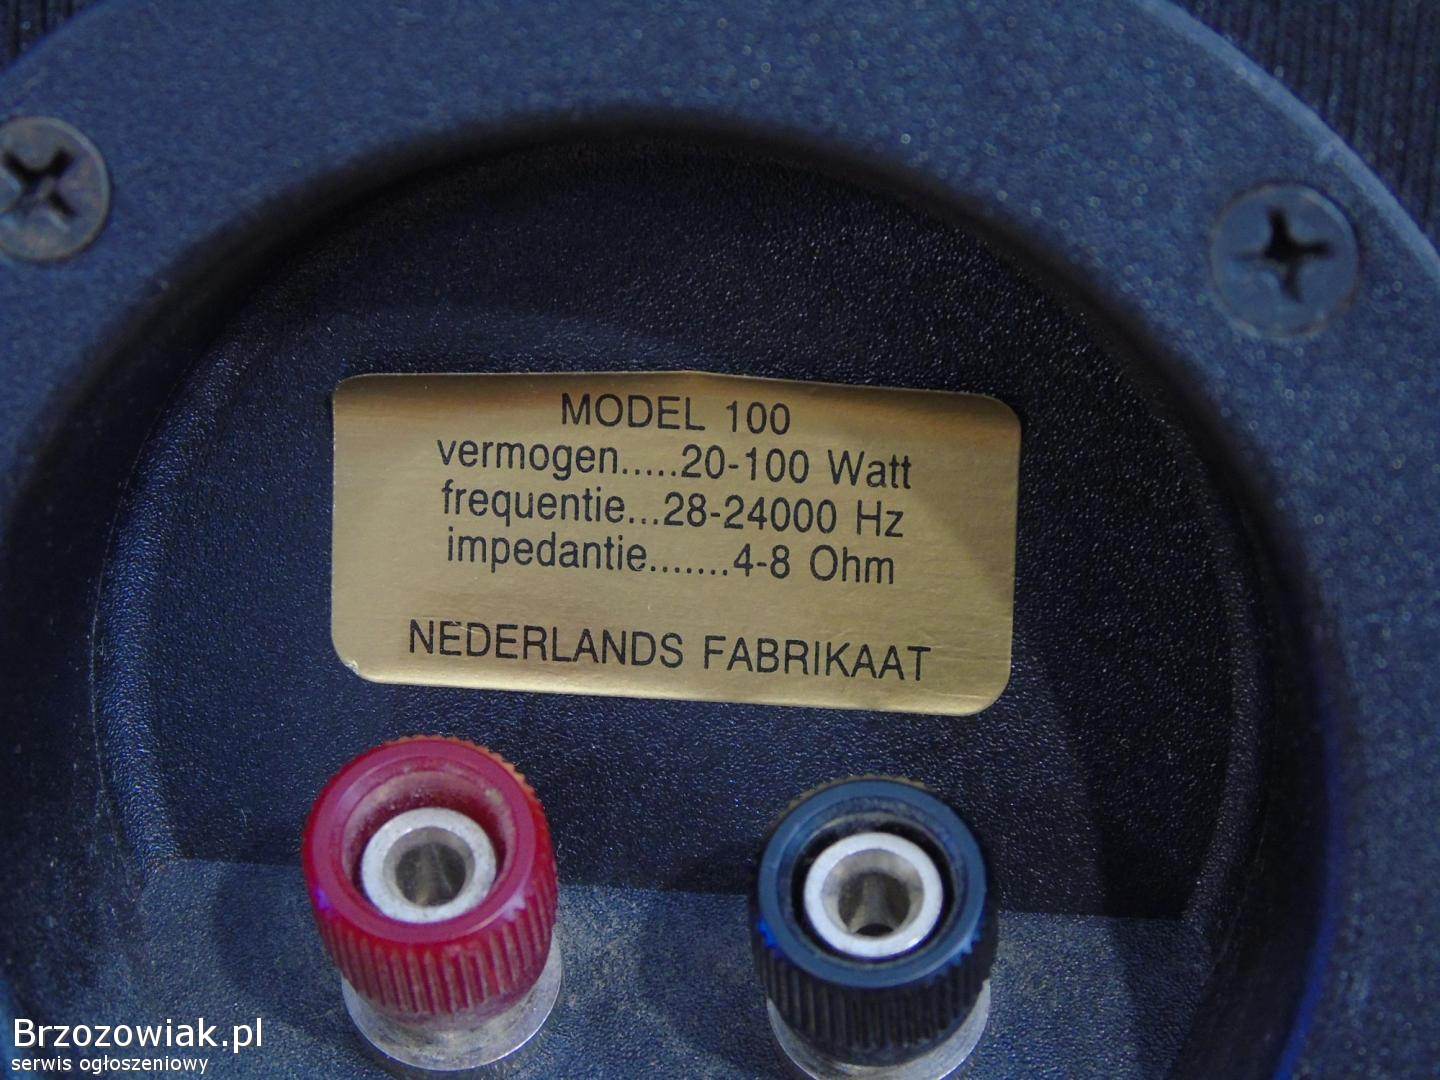 MODEL 100
vermogen.....20-100 Watt
frequentie...28-24000 Hz
impedantie.......4-8 Ohm
NEDERLANDS FABRIKAAT
Brzozowiak.pl
serwis ogłoszeniowy